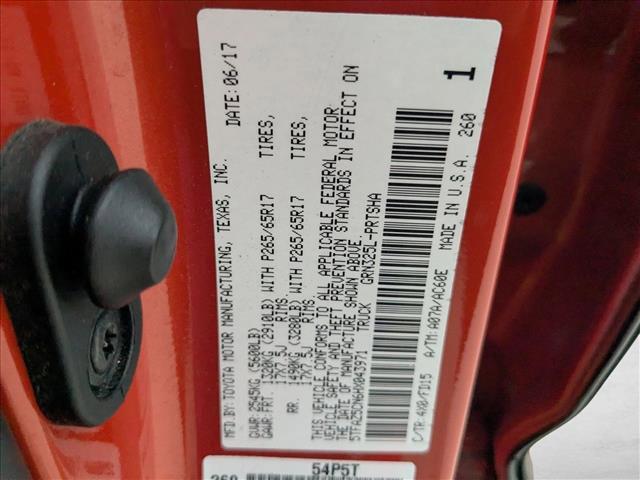 MFD.BY:TOYOTA MOTOR MANUFACTURING, TEXAS, INC. DATE: 06/17
GVWR: 2545KG (5600LB)
GAWR: FRT. 1320KG (2910LB) WITH P265/65R17 TIRES,
17X7.5J RIMS.
RR. 1490KG (3280LB) WITH P265/65R17 TIRES,
17X7.5J RIMS.
THIS VEHICLE CONFORMS TO ALL APPLICABLE FEDERAL MOTOR
VEHICLE SAFETY AND THEFT PREVENTION STANDARDS IN EFFECT ON
THE DATE OF MANUFACTURE SHOWN ABOVE.
5TFAZ5CN6HX043971 TRUCK GRN325L-PRTSHA
C/TR: 4X0/FD15 A/TM: A07A/AC60E MADE IN U.S.A. 260
1
260 54P5T